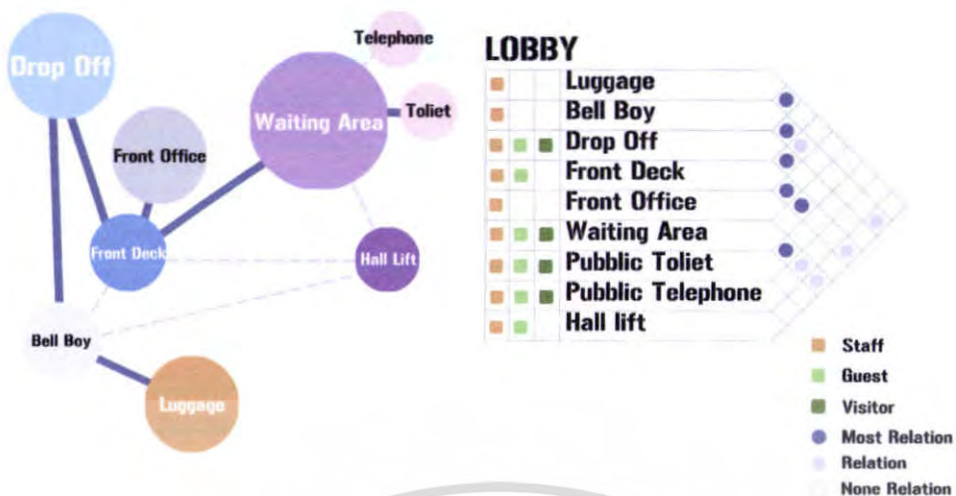 Drop Off
Telephone
Waiting Area
Toliet
Front Office
Front Deck
Hall Lift
Bell Boy
Luggage
LOBBY
Luggage
Bell Boy
Drop Off
Front Deck
Front Office
Waiting Area
Pubblic Toliet
Pubblic Telephone
Hall lift
Staff
Guest
Visitor
Most Relation
Relation
None Relation